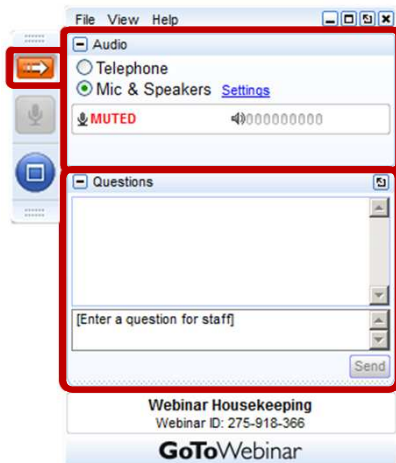 File View Help
Audio
Telephone
Mic & Speakers Settings
MUTED 000000000
Questions
[Enter a question for staff]
Send
Webinar Housekeeping
Webinar ID: 275-918-366
GoToWebinar